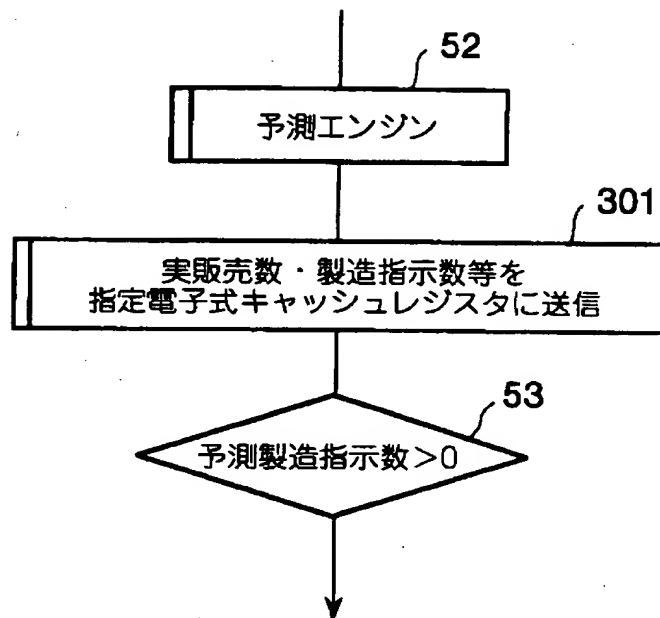 52
予測エンジン
301
実販売数・製造指示数等を
指定電子式キャッシュレジスタに送信
53
予測製造指示数>0